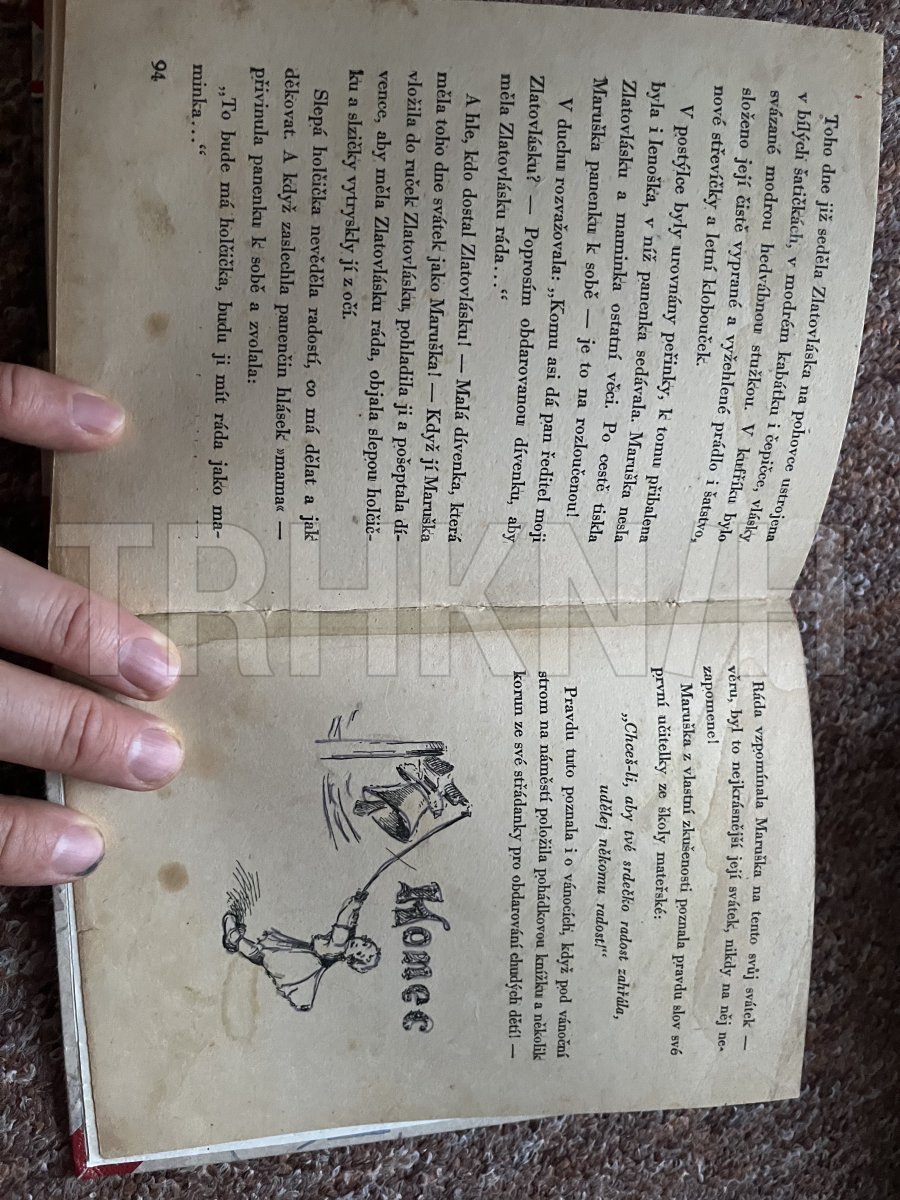 Toho dne již seděla Zlatovláska na pohovce ustrojena
v bílých šatičkách, v modrém kabátku i čepičce, vlásky
svázané modrou hedvábnou stužkou. V kufříku bylo
složeno její čistě vyprané a vyžehlené prádlo i šatstvo,
nové střevíčky a letní klobouček.
V postýlce byly urovnány peřinky, k tomu přibalena
byla i lenoška, v níž panenka sedávala. Maruška nesla
Zlatovlásku a maminka ostatní věci. Po cestě tiskla
Maruška panenku k sobě — je to na rozloučenou!
V duchu rozvažovala: „Komu asi dá pan ředitel moji
Zlatovlásku? — Poprosím obdarovanou dívenku, aby
měla Zlatovlásku ráda...“
A hle, kdo dostal Zlatovlásku! — Malá dívenka, která
měla toho dne svátek jako Maruška! — Když jí Maruška
vložila do ruček Zlatovlásku, pohladila ji a pošeptala dí-
vence, aby měla Zlatovlásku ráda, objala slepou holčič-
ku a slzičky vytryskly jí z očí.
Slepá holčička nevěděla radostí, co má dělat a jak
děkovat. A když zaslechla panenčin hlásek »mama« —
přivinula panenku k sobě a zvolala:
„To bude má holčička, budu ji mít ráda jako ma-
minka...“
94
Ráda vzpomínala Maruška na tento svůj svátek —
věru, byl to nejkrásnější její svátek, nikdy na něj ne-
zapomene!
Maruška z vlastní zkušenosti poznala pravdu slov své
první učitelky ze školy mateřské:
„Chceš-li, aby tvé srdečko radost zahřála,
udělej někomu radost!“
Pravdu tuto poznala i o vánocích, když pod vánoční
strom na náměstí položila pohádkovou knížku a několik
korun ze své střádanky pro obdarování chudých dětí! —
Konec
TRHKNIH